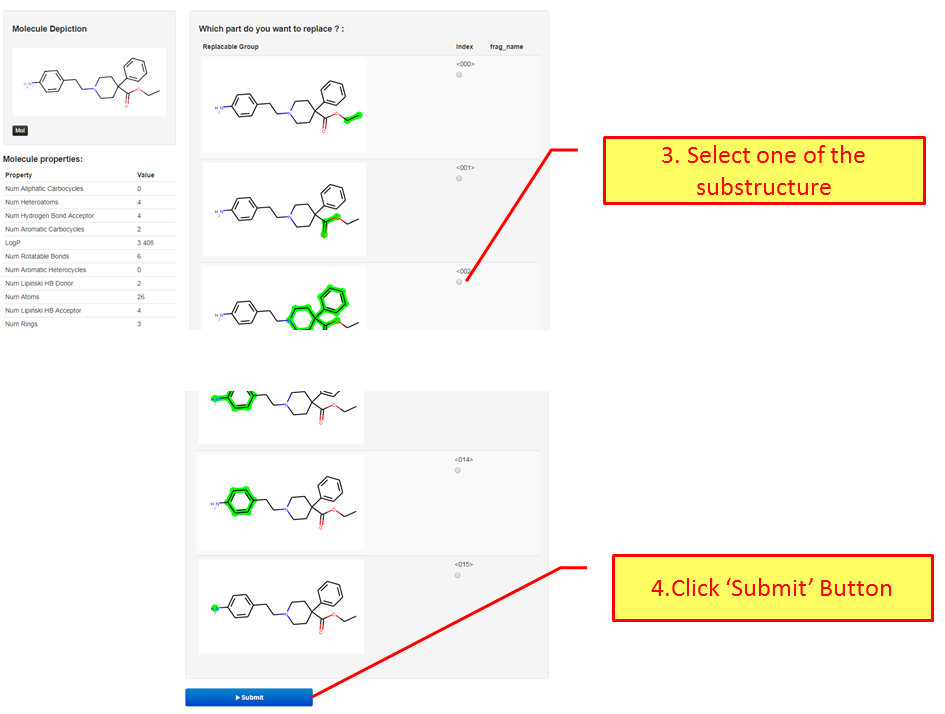 Molecule Depiction
Mol
Molecule properties:
Property Value
Num Aliphatic Carbocycles 0
Num Heteroatoms 4
Num Hydrogen Bond Acceptor 4
Num Aromatic Carbocycles 2
LogP 3.408
Num Rotatable Bonds 6
Num Aromatic Heterocycles 0
Num Lipinski HB Donor 2
Num Atoms 26
Num Lipinski HB Acceptor 4
Num Rings 3
Which part do you want to replace ? :
Replacable Group Index frag_name
<000>
<001>
<002>
3. Select one of the
substructure
<014>
<015>
4.Click ‘Submit’ Button
Submit